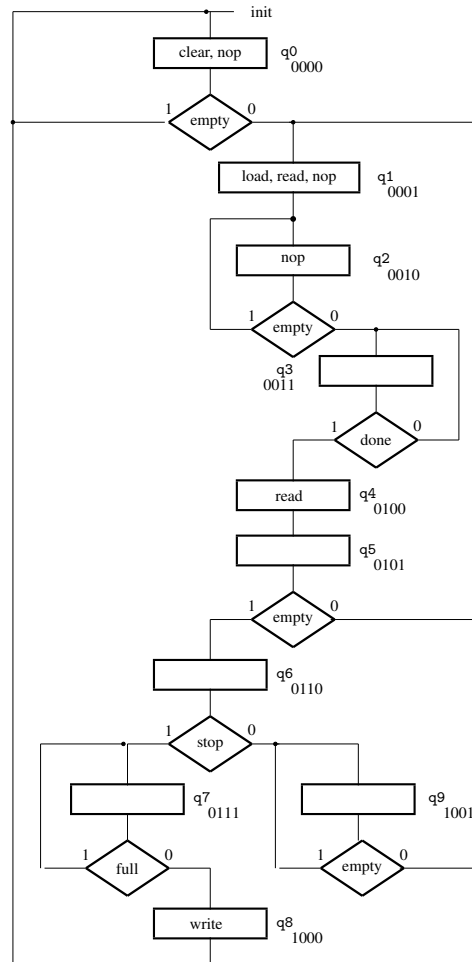 init
clear, nop q0
0000
1 0
empty
load, read, nop q1
0001
nop q2
0010
1 0
empty
q3
0011
1 0
done
read q4
0100
q5
0101
1 0
empty
q6
0110
1 0
stop
q7 q9
0111 1001
1 0 1 0
full empty
write q8
1000